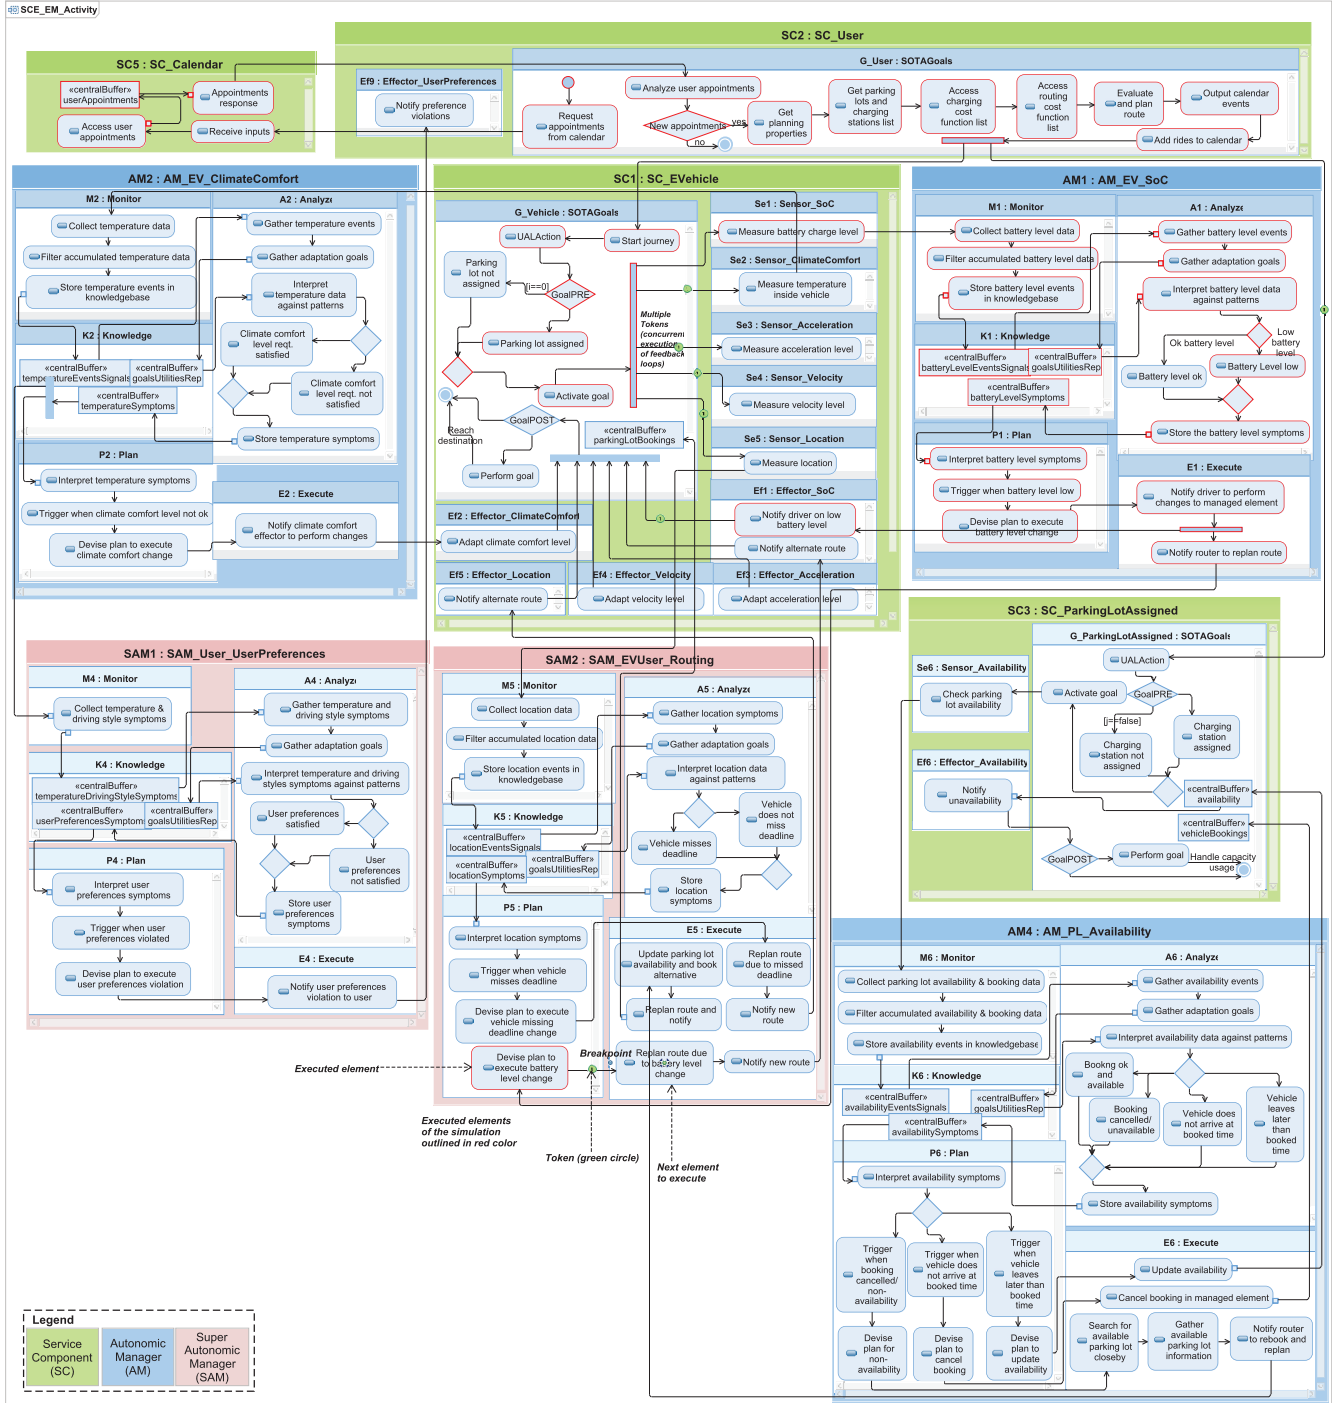 SCE_EM_Activity
SC5 : SC_Calendar
«centralBuffer»
userAppointments
Appointments
response
Access user
appointments
Receive inputs
SC2 : SC_User
Ef9 : Effector_UserPreferences
Notify preference
violations
G_User : SOTAGoals
Request
appointments
from calendar
Analyze user appointments
New appointments
yes
no
Get
planning
properties
Get parking
lots and
charging
stations list
Access
charging
cost
function list
Access
routing
cost
function
list
Evaluate
and plan
route
Output calendar
events
Add rides to calendar
AM2 : AM_EV_ClimateComfort
M2 : Monitor
Collect temperature data
Filter accumulated temperature data
Store temperature events in
knowledgebase
A2 : Analyze
Gather temperature events
Gather adaptation goals
Interpret
temperature data
against patterns
Climate comfort
level reqt.
satisfied
Climate comfort
level reqt. not
satisfied
Store temperature symptoms
K2 : Knowledge
«centralBuffer»
temperatureEventsSignals
«centralBuffer»
goalsUtilitiesRep
«centralBuffer»
temperatureSymptoms
P2 : Plan
Interpret temperature symptoms
Trigger when climate comfort level not ok
Devise plan to execute
climate comfort change
E2 : Execute
Notify climate comfort
effector to perform changes
SC1 : SC_EVehicle
G_Vehicle : SOTAGoals
UALAction
Start journey
Parking
lot not
assigned
[j==0]
GoalPRE
Parking lot assigned
Activate goal
GoalPOST
Reach
destination
Perform goal
«centralBuffer»
parkingLotBookings
Multiple
Tokens
(concurrent
execution
of feedback
loops)
Se1 : Sensor_SoC
Measure battery charge level
Se2 : Sensor_ClimateComfort
Measure temperature
inside vehicle
Se3 : Sensor_Acceleration
Measure acceleration level
Se4 : Sensor_Velocity
Measure velocity level
Se5 : Sensor_Location
Measure location
Ef1 : Effector_SoC
Notify driver on low
battery level
Notify alternate route
Ef2 : Effector_ClimateComfort
Adapt climate comfort level
Ef5 : Effector_Location
Notify alternate route
Ef4 : Effector_Velocity
Adapt velocity level
Ef3 : Effector_Acceleration
Adapt acceleration level
AM1 : AM_EV_SoC
M1 : Monitor
Collect battery level data
Filter accumulated battery level data
Store battery level events
in knowledgebase
A1 : Analyze
Gather battery level events
Gather adaptation goals
Interpret battery level data
against patterns
Ok battery level
Low
battery
level
Battery level ok
Battery Level low
Store the battery level symptoms
K1 : Knowledge
«centralBuffer»
batteryLevelEventsSignals
«centralBuffer»
goalsUtilitiesRep
«centralBuffer»
batteryLevelSymptoms
P1 : Plan
Interpret battery level symptoms
Trigger when battery level low
Devise plan to execute
battery level change
E1 : Execute
Notify driver to perform
changes to managed element
Notify router to replan route
SC3 : SC_ParkingLotAssigned
Se6 : Sensor_Availability
Check parking
lot availability
Ef6 : Effector_Availability
Notify
unavailability
G_ParkingLotAssigned : SOTAGoals
UALAction
Activate goal
GoalPRE
[j==false]
Charging
station not
assigned
Charging
station
assigned
«centralBuffer»
availability
«centralBuffer»
vehicleBookings
GoalPOST
Perform goal
Handle capacity
usage
SAM1 : SAM_User_UserPreferences
M4 : Monitor
Collect temperature &
driving style symptoms
A4 : Analyze
Gather temperature and
driving style symptoms
Gather adaptation goals
Interpret temperature and driving
styles symptoms against patterns
User preferences
satisfied
User
preferences
not satisfied
Store user
preferences
symptoms
K4 : Knowledge
«centralBuffer»
temperatureDrivingStyleSymptoms
«centralBuffer»
userPreferencesSymptoms
«centralBuffer»
goalsUtilitiesRep
P4 : Plan
Interpret user
preferences symptoms
Trigger when user
preferences violated
Devise plan to execute
user preferences violation
E4 : Execute
Notify user preferences
violation to user
SAM2 : SAM_EVUser_Routing
M5 : Monitor
Collect location data
Filter accumulated location data
Store location events in
knowledgebase
A5 : Analyze
Gather location symptoms
Gather adaptation goals
Interpret location data
against patterns
Vehicle misses
deadline
Vehicle
does not
miss
deadline
Store
location
symptoms
K5 : Knowledge
«centralBuffer»
locationEventsSignals
«centralBuffer»
locationSymptoms
«centralBuffer»
goalsUtilitiesRep
P5 : Plan
Interpret location symptoms
Trigger when vehicle
misses deadline
Devise plan to execute
vehicle missing
deadline change
Devise plan to
execute battery
level change
E5 : Execute
Update parking lot
availability and book
alternative
Replan route
due to missed
deadline
Replan route and
notify
Notify new
route
Breakpoint
Replan route due
to battery level
change
Notify new route
Executed element
Executed elements
of the simulation
outlined in red color
Token (green circle)
Next element
to execute
AM4 : AM_PL_Availability
M6 : Monitor
Collect parking lot availability & booking data
Filter accumulated availability & booking data
Store availability events in knowledgebase
A6 : Analyze
Gather availability events
Gather adaptation goals
Interpret availability data against patterns
Bookng ok
and
available
Booking
cancelled/
unavailable
Vehicle does
not arrive at
booked time
Vehicle
leaves
later
than
booked
time
Store availability symptoms
K6 : Knowledge
«centralBuffer»
availabilityEventsSignals
«centralBuffer»
goalsUtilitiesRep
«centralBuffer»
availabilitySymptoms
P6 : Plan
Interpret availability symptoms
Trigger
when
booking
cancelled/
non-
availability
Trigger when
vehicle does
not arrive at
booked time
Trigger
when
vehicle
leaves
later than
booked
time
Devise
plan for
non-
availability
Devise
plan to
cancel
booking
Devise
plan to
update
availability
E6 : Execute
Update availability
Cancel booking in managed element
Search for
available
parking lot
closeby
Gather
available
parking lot
information
Notify router
to rebook and
replan
Legend
Service
Component
(SC)
Autonomic
Manager
(AM)
Super
Autonomic
Manager
(SAM)